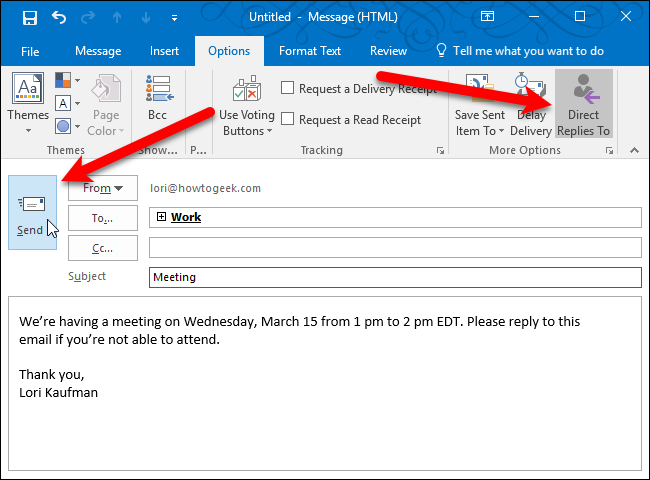 Untitled - Message (HTML)
File Message Insert Options Format Text Review Tell me what you want to do
Aa
Themes
A
Page
Color
Bcc
Use Voting
Buttons
Request a Delivery Receipt
Request a Read Receipt
Save Sent
Item To
Delay
Delivery
Direct
Replies To
Themes Show... Tracking More Options
Send
From lori@howtogeek.com
To... Work
Cc...
Subject Meeting
We're having a meeting on Wednesday, March 15 from 1 pm to 2 pm EDT. Please reply to this
email if you're not able to attend.
Thank you,
Lori Kaufman